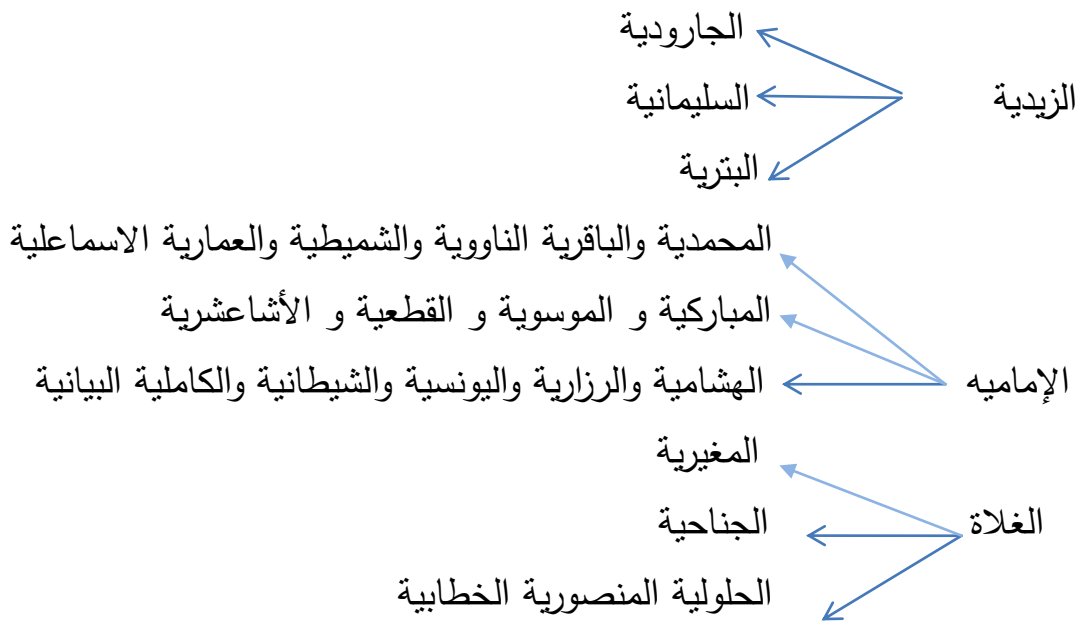 الجارودية
الزيدية
السليمانية
البترية
المحمدية والباقرية الناووية والشميطية والعمارية الاسماعلية
المباركية و الموسوية و القطعية و الأشاعشرية
الإماميه
الهشامية والرزارية واليونسية والشيطانية والكاملية البيانية
المغيرية
الغلاة
الجناحية
الحلولية المنصورية الخطابية